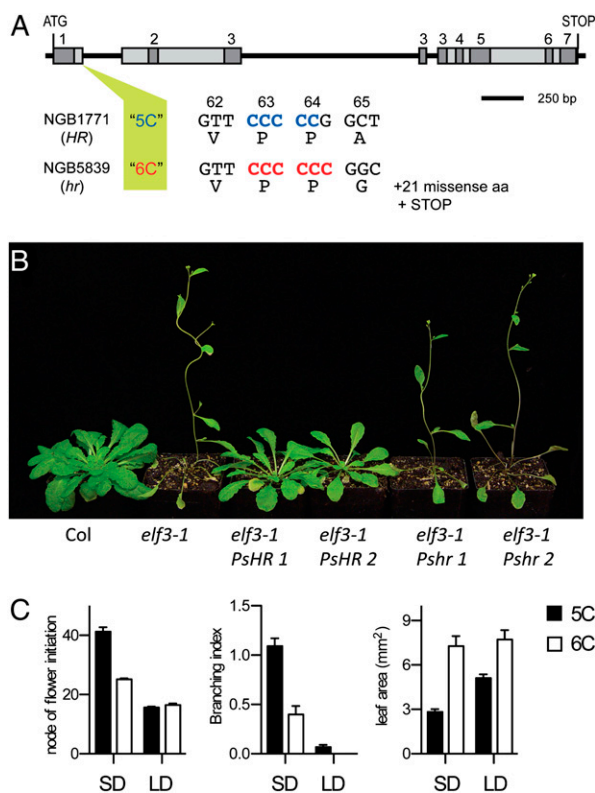 A
ATG
STOP
1 2 3 3 3 4 5 6 7
250 bp
62 63 64 65
NGB1771 "5C" GTT CCC CCG GCT
(HR) V P P A
NGB5839 "6C" GTT CCC CCC GGC
(hr) V P P G +21 missense aa
+ STOP
B
Col elf3-1 elf3-1 elf3-1 elf3-1 elf3-1
PsHR 1 PsHR 2 Pshr 1 Pshr 2
C
node of flower initiation
40
20
0
SD LD
Branching index
1.5
1.0
0.5
0.0
SD LD
leaf area (mm²)
9
6
3
0
SD LD
5C
6C